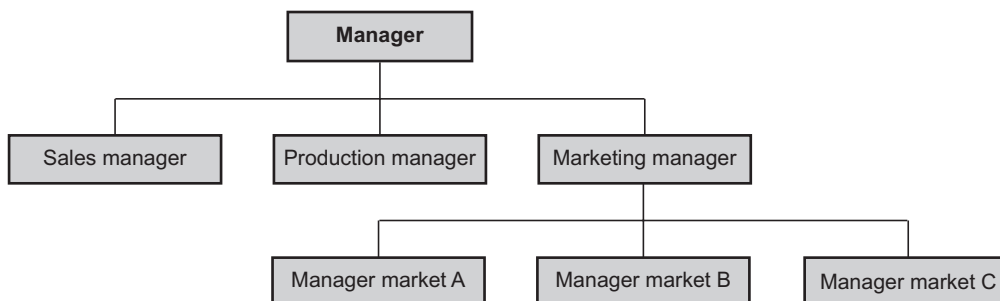 Manager
Sales manager
Production manager
Marketing manager
Manager market A
Manager market B
Manager market C